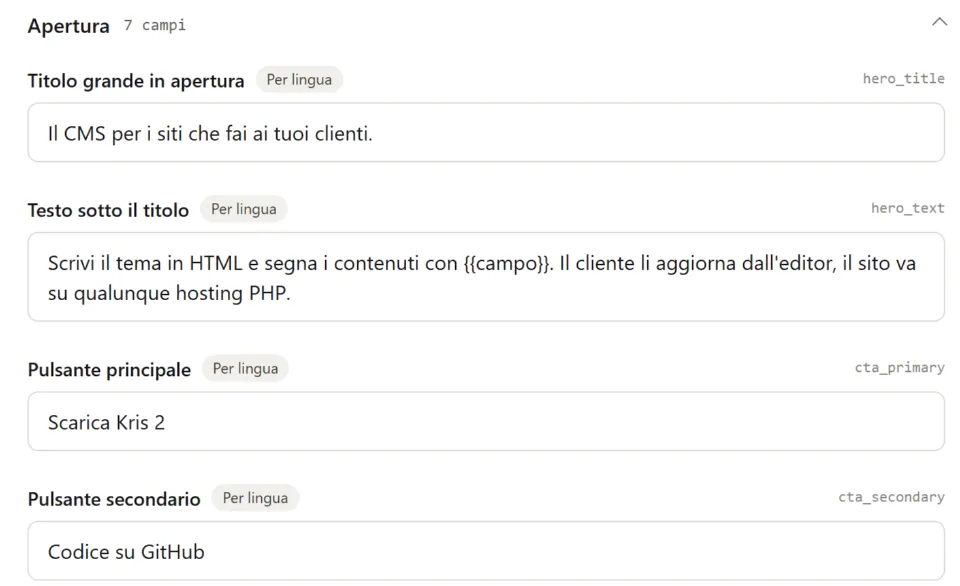 Apertura 7 campi
Titolo grande in apertura Per lingua hero_title
Il CMS per i siti che fai ai tuoi clienti.
Testo sotto il titolo Per lingua hero_text
Scrivi il tema in HTML e segna i contenuti con {{campo}}. Il cliente li aggiorna dall'editor, il sito va
su qualunque hosting PHP.
Pulsante principale Per lingua cta_primary
Scarica Kris 2
Pulsante secondario Per lingua cta_secondary
Codice su GitHub